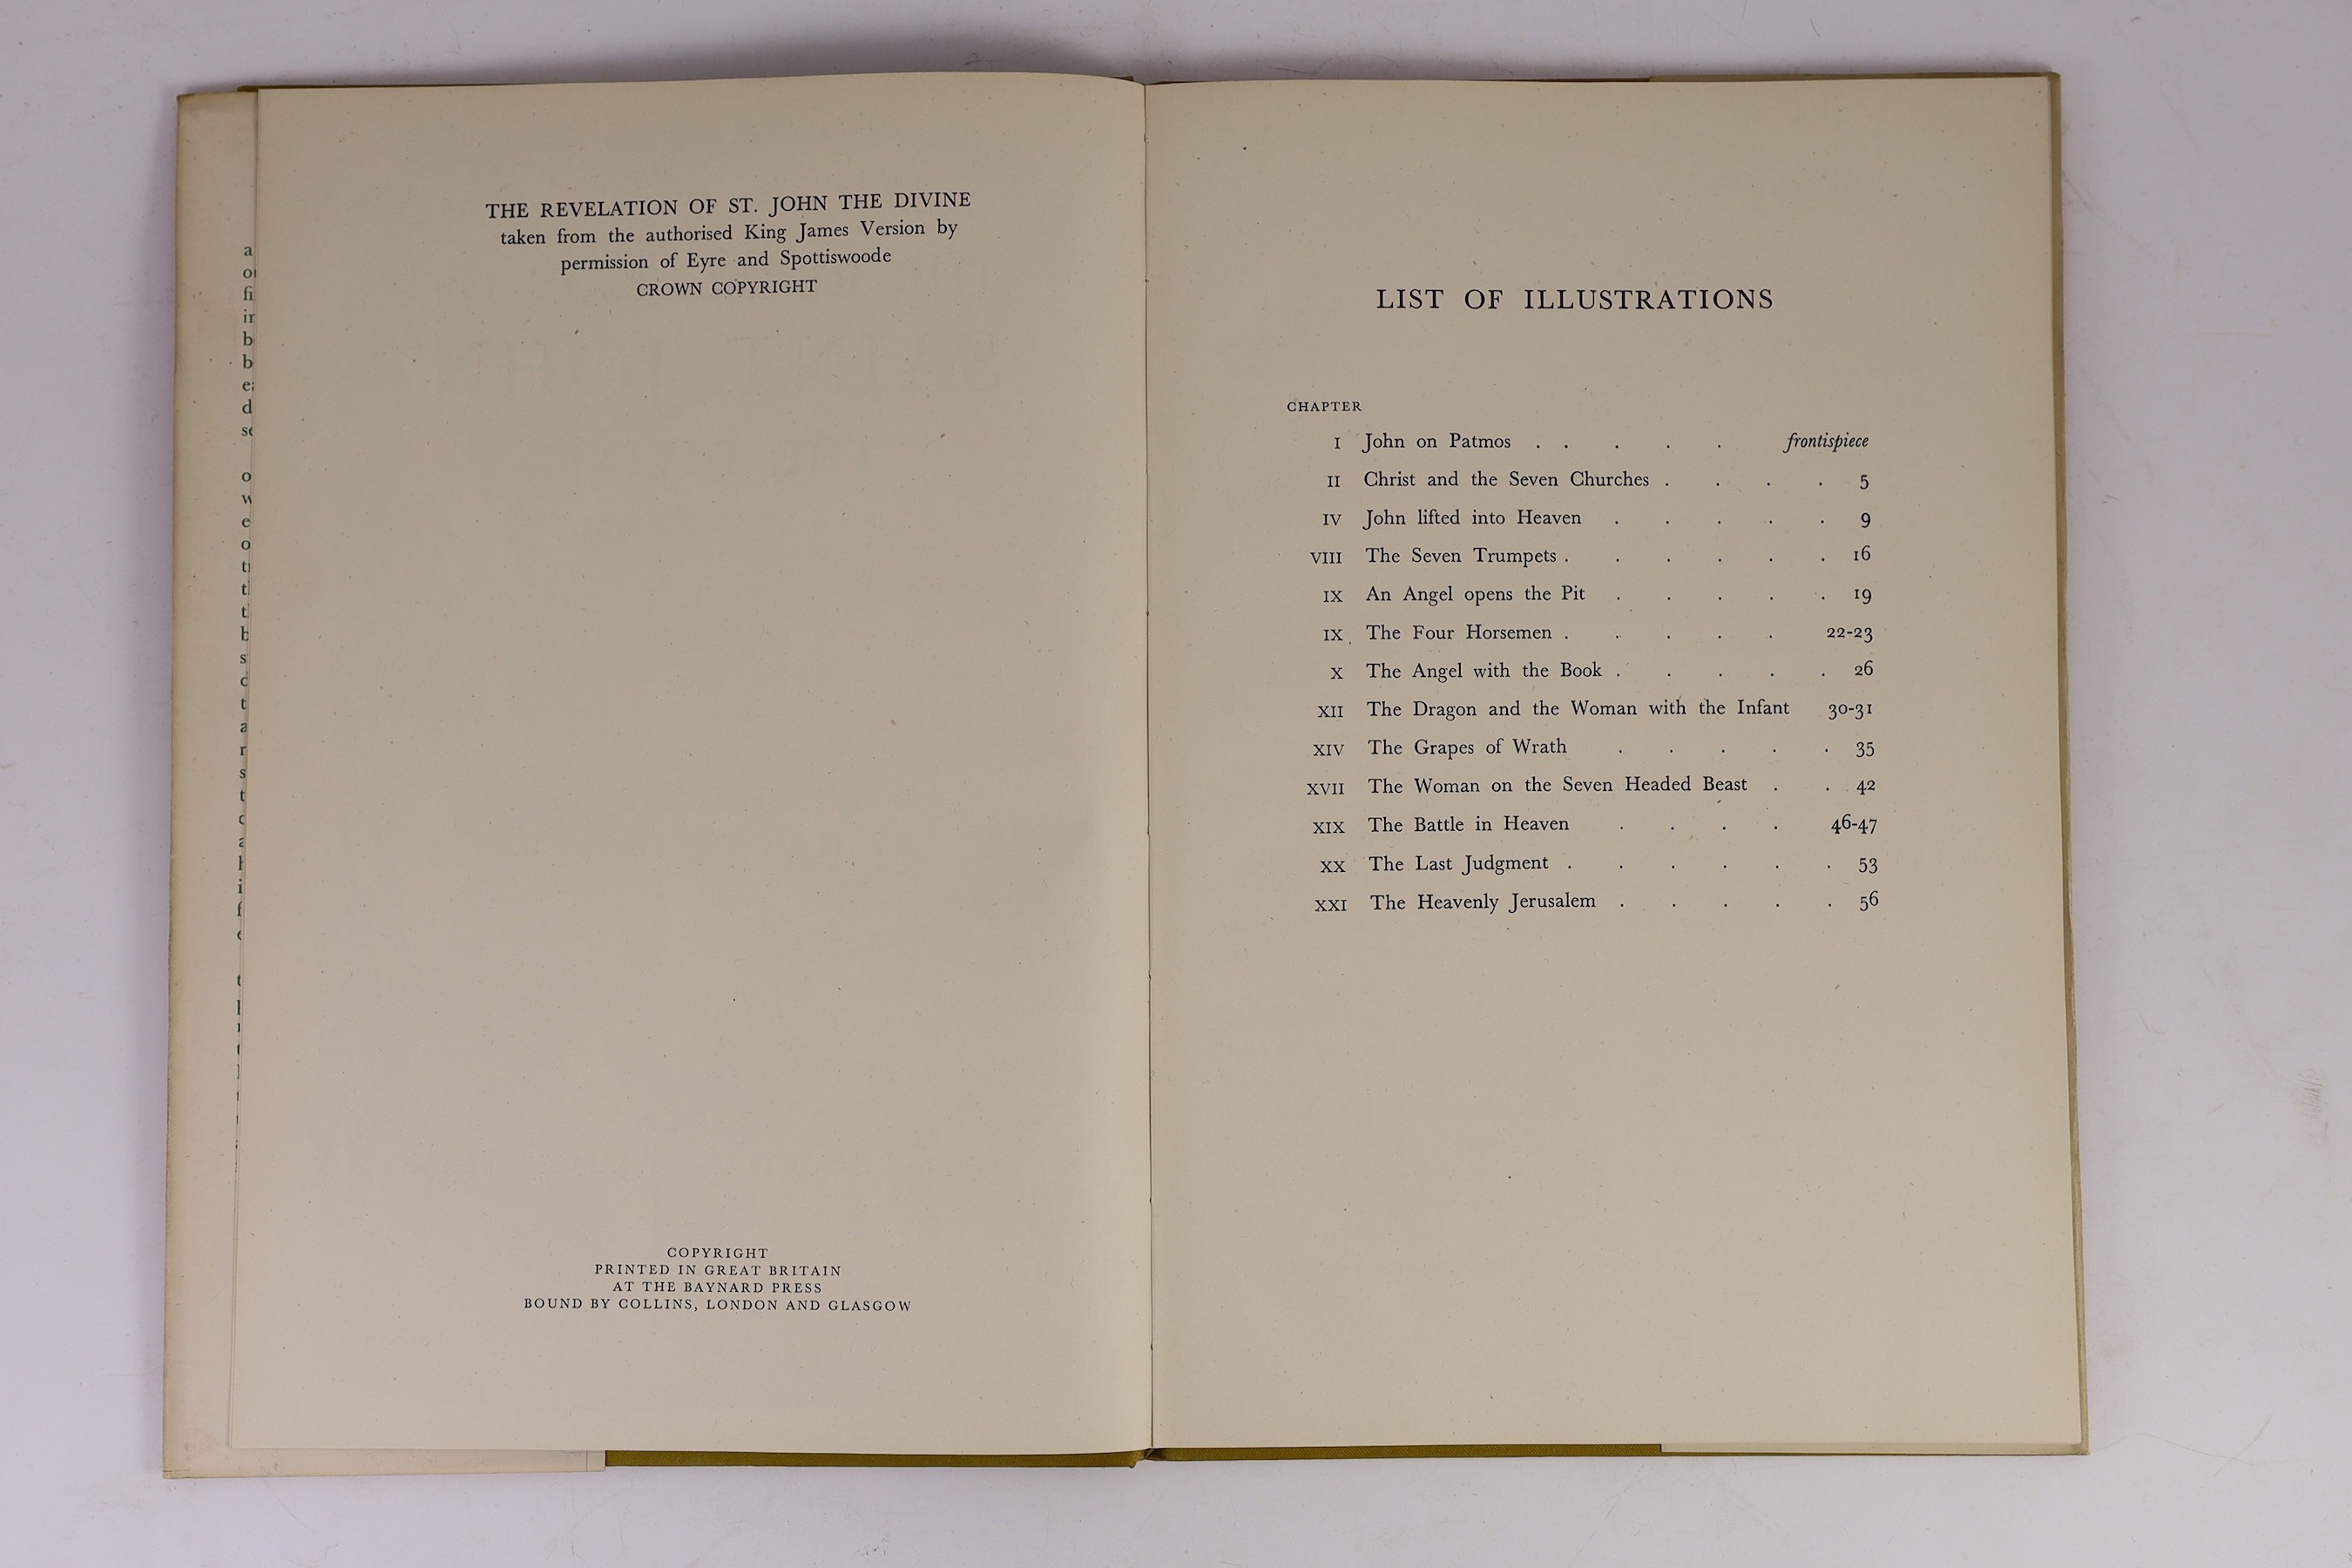 THE REVELATION OF ST. JOHN THE DIVINE
taken from the authorised King James Version by
permission of Eyre and Spottiswoode
CROWN COPYRIGHT
COPYRIGHT
PRINTED IN GREAT BRITAIN
AT THE BAYNARD PRESS
BOUND BY COLLINS, LONDON AND GLASGOW
LIST OF ILLUSTRATIONS
CHAPTER
I John on Patmos . . . . . frontispiece
II Christ and the Seven Churches . . . . 5
IV John lifted into Heaven . . . . . 9
VIII The Seven Trumpets . . . . . . 16
IX An Angel opens the Pit . . . . . 19
IX The Four Horsemen . . . . . 22-23
X The Angel with the Book . . . . . 26
XII The Dragon and the Woman with the Infant 30-31
XIV The Grapes of Wrath . . . . . 35
XVII The Woman on the Seven Headed Beast . . 42
XIX The Battle in Heaven . . . . 46-47
XX The Last Judgment . . . . . . 53
XXI The Heavenly Jerusalem . . . . . 56